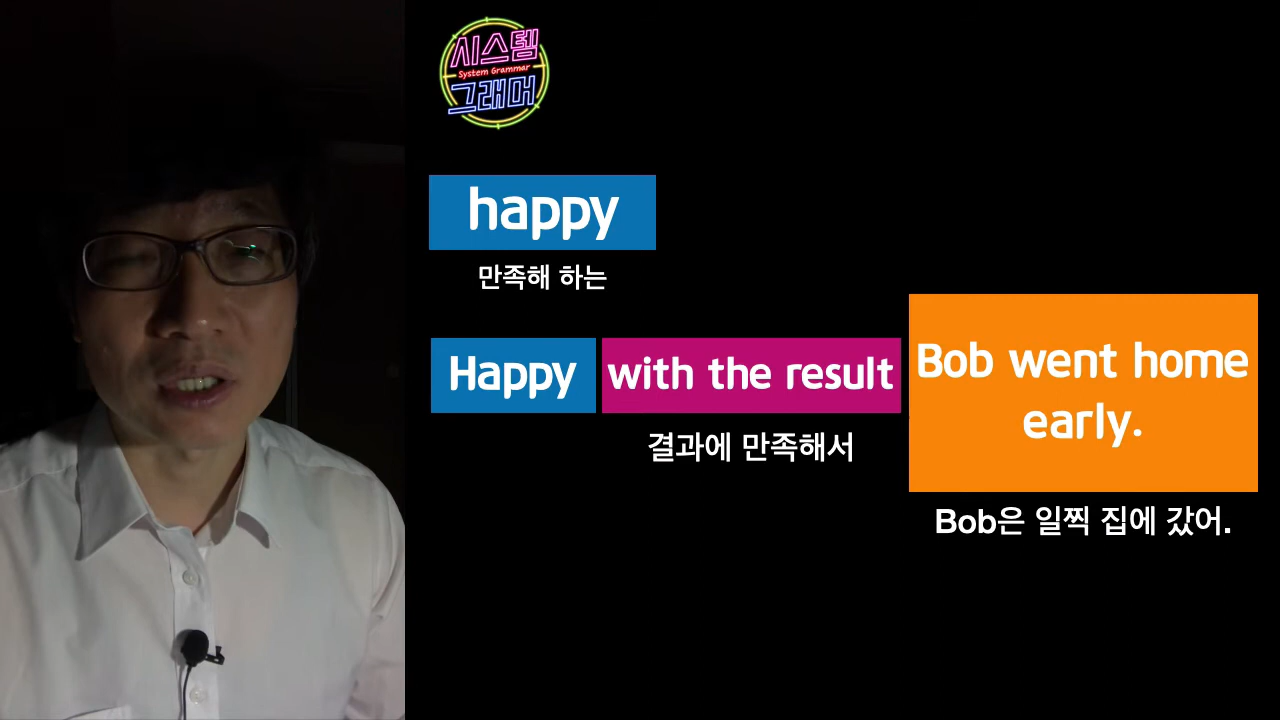 시스템
System Grammar
그래머
happy
만족해 하는
Happy with the result
결과에 만족해서
Bob went home
early.
Bob은 일찍 집에 갔어.